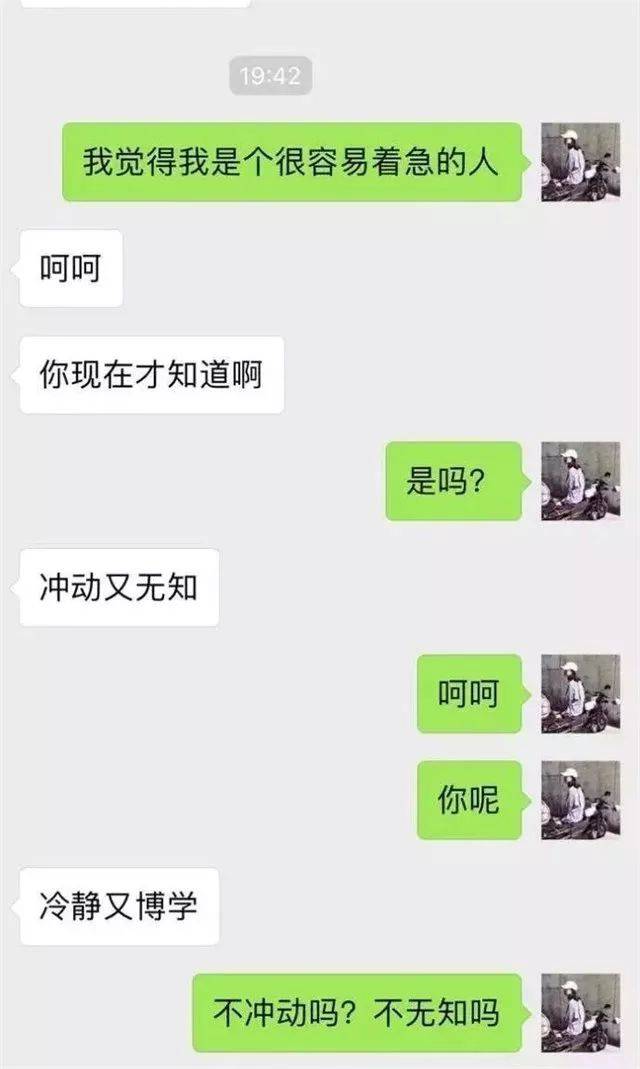 19:42
我觉得我是个很容易着急的人
呵呵
你现在才知道啊
是吗？
冲动又无知
呵呵
你呢
冷静又博学
不冲动吗？不无知吗